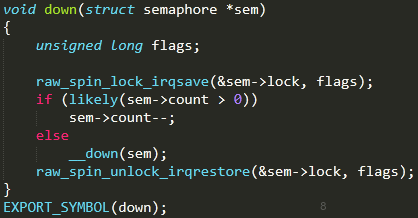 void down(struct semaphore *sem)
{
    unsigned long flags;

    raw_spin_lock_irqsave(&sem->lock, flags);
    if (likely(sem->count > 0))
        sem->count--;
    else
        __down(sem);
    raw_spin_unlock_irqrestore(&sem->lock, flags);
}
EXPORT_SYMBOL(down);
8